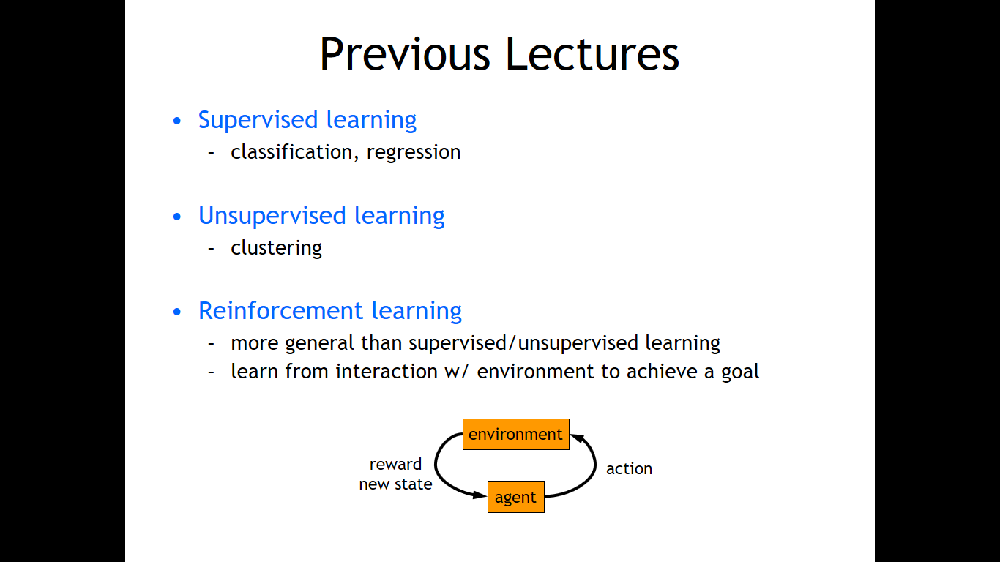 Previous Lectures
• Supervised learning
– classification, regression
• Unsupervised learning
– clustering
• Reinforcement learning
– more general than supervised/unsupervised learning
– learn from interaction w/ environment to achieve a goal
environment
reward
new state
action
agent